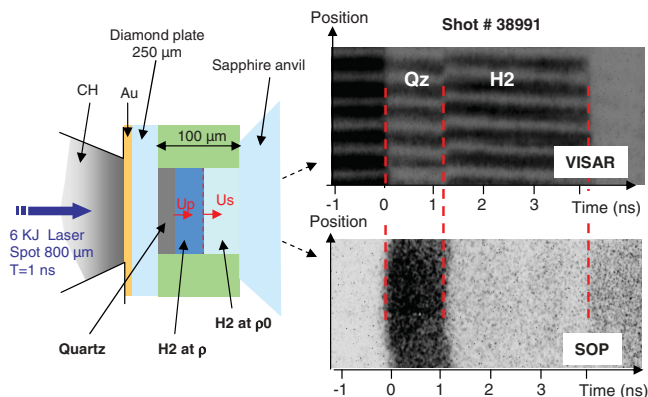 Diamond plate
250 µm
Sapphire anvil
CH
Au
100 µm
Up
Us
6 KJ Laser
Spot 800 µm
T=1 ns
Quartz
H2 at ρ
H2 at ρ0
Position
Shot # 38991
Qz
H2
VISAR
-1
0
1
2
3
4
Time (ns)
Position
SOP
-1
0
1
2
3
Time (ns)